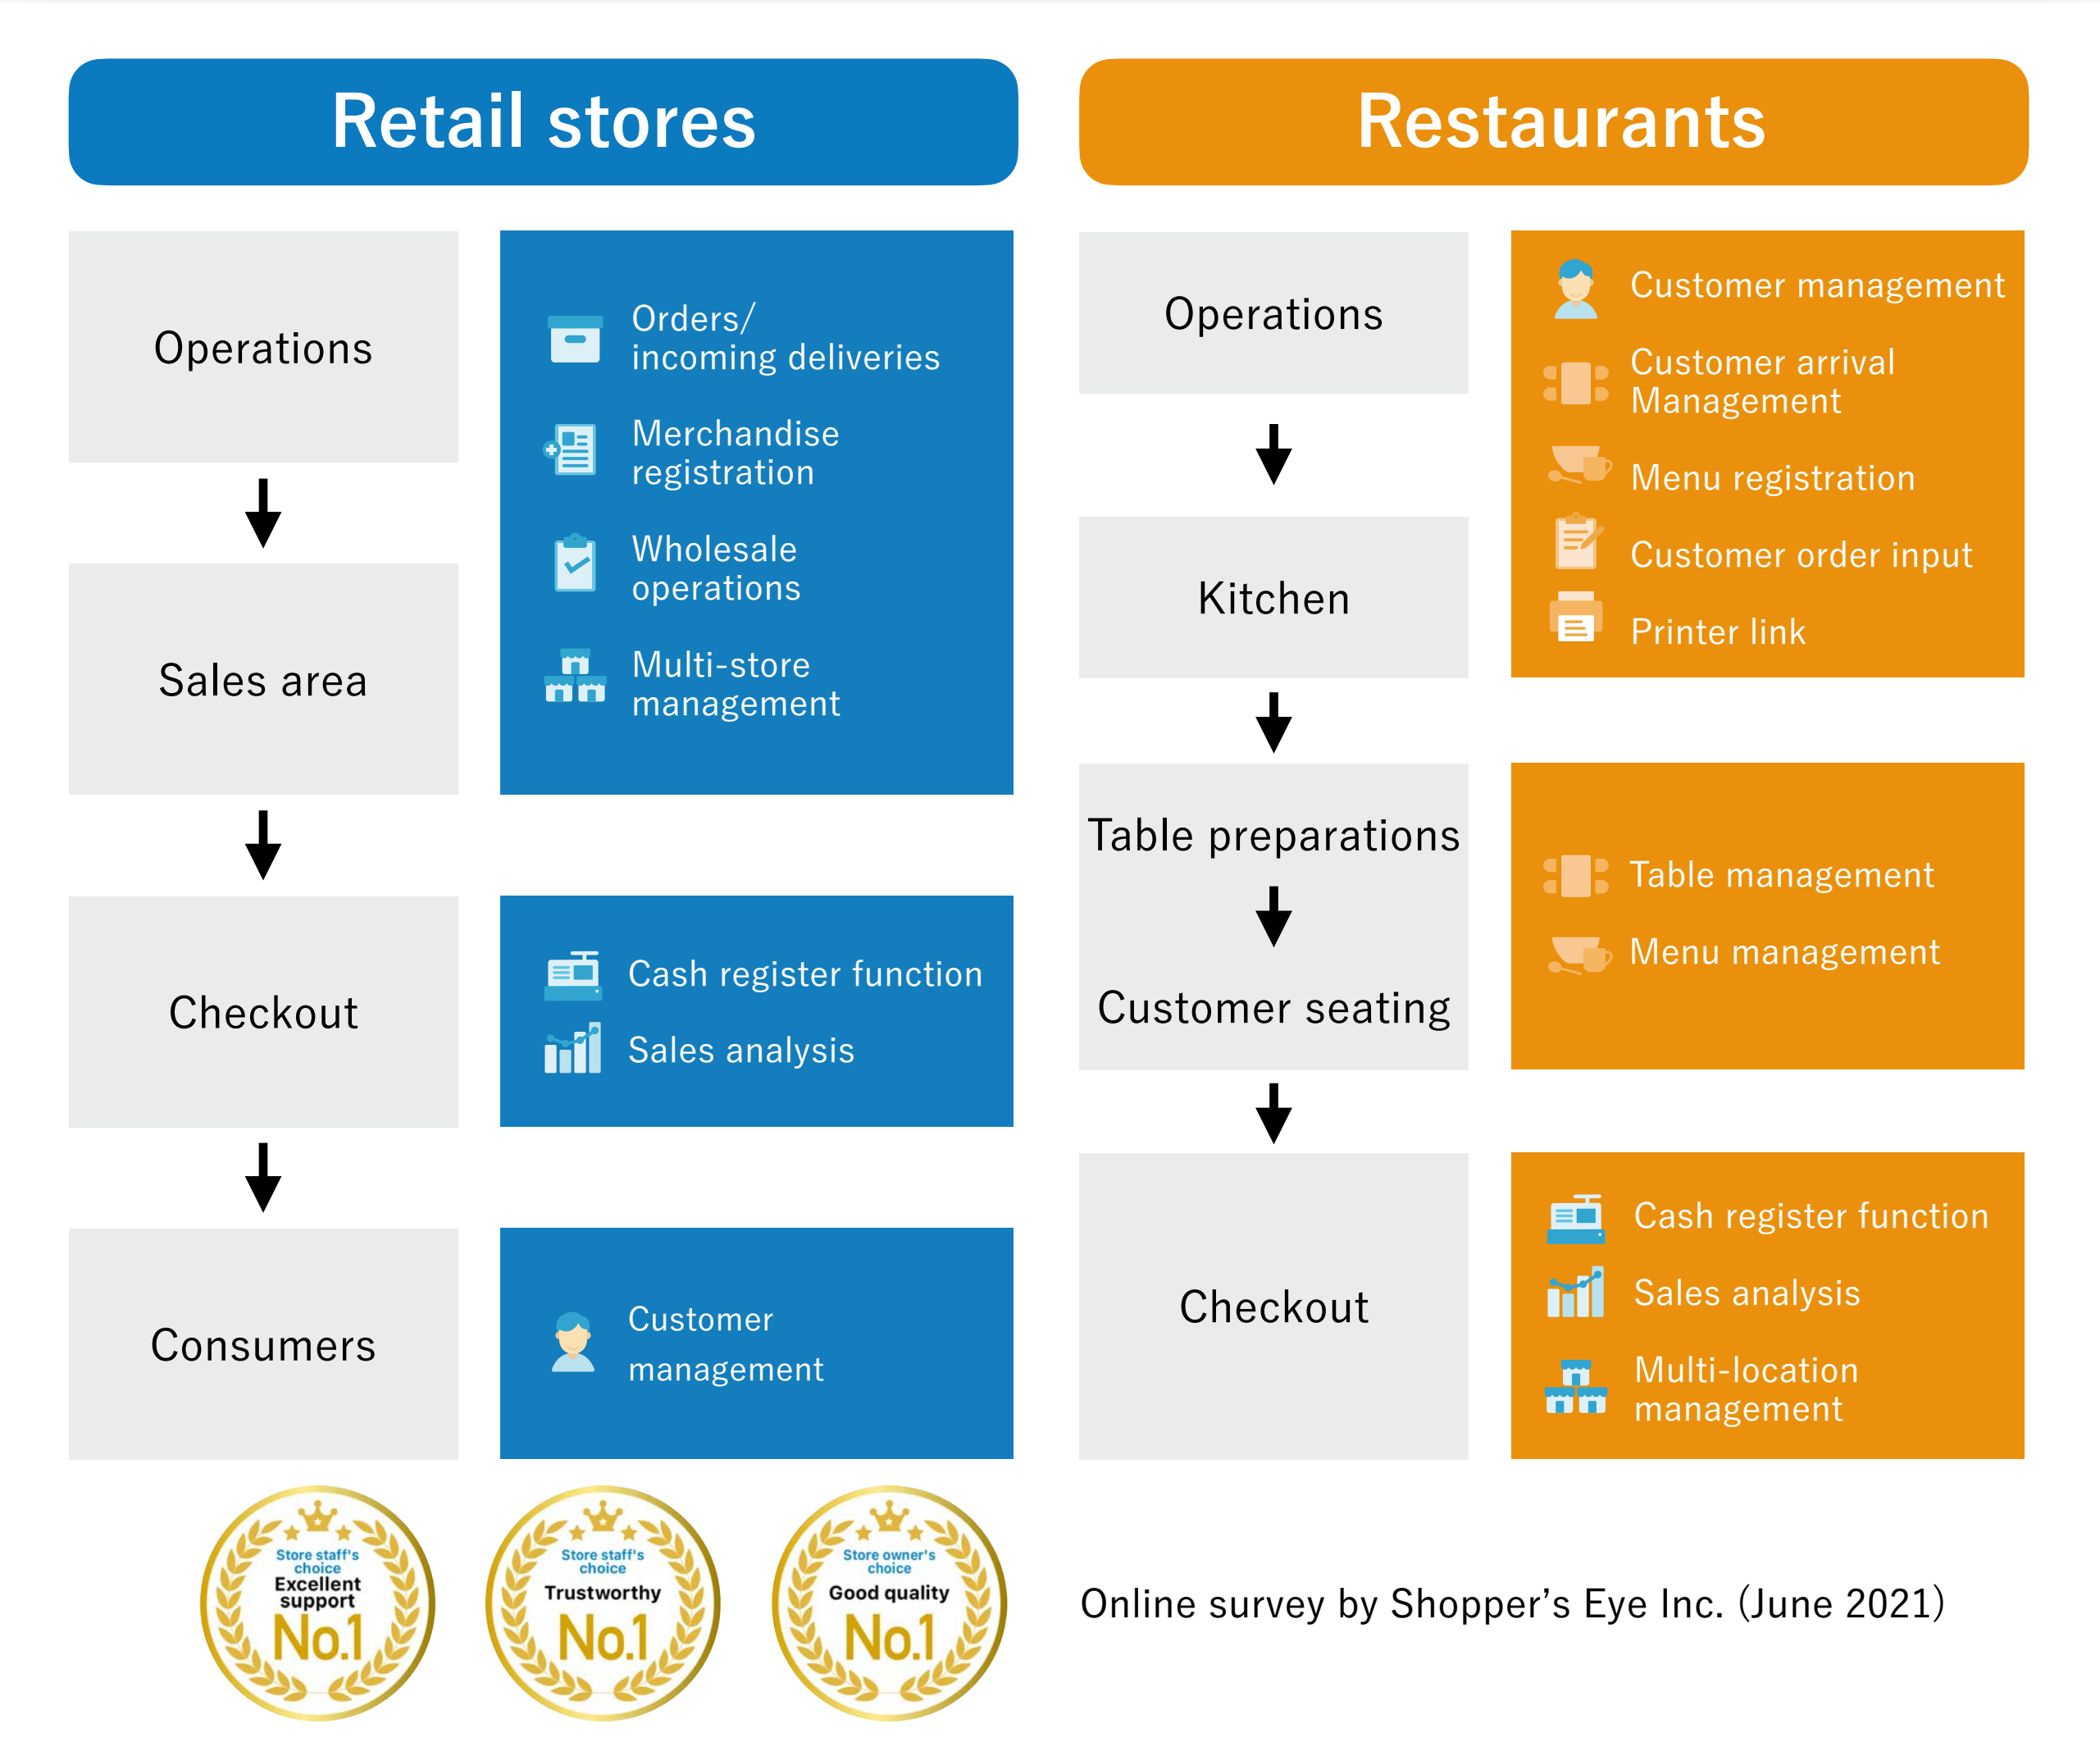 Retail stores
Operations
Orders/
incoming deliveries
Merchandise
registration
Wholesale
operations
Multi-store
management
Sales area
Checkout
Cash register function
Sales analysis
Consumers
Customer
management
Restaurants
Operations
Customer management
Customer arrival
Management
Menu registration
Customer order input
Printer link
Kitchen
Table preparations
Customer seating
Table management
Menu management
Checkout
Cash register function
Sales analysis
Multi-location
management
Store staff's
choice
Excellent
support
No.1
Store staff's
choice
Trustworthy
No.1
Store owner's
choice
Good quality
No.1
Online survey by Shopper’s Eye Inc. (June 2021)